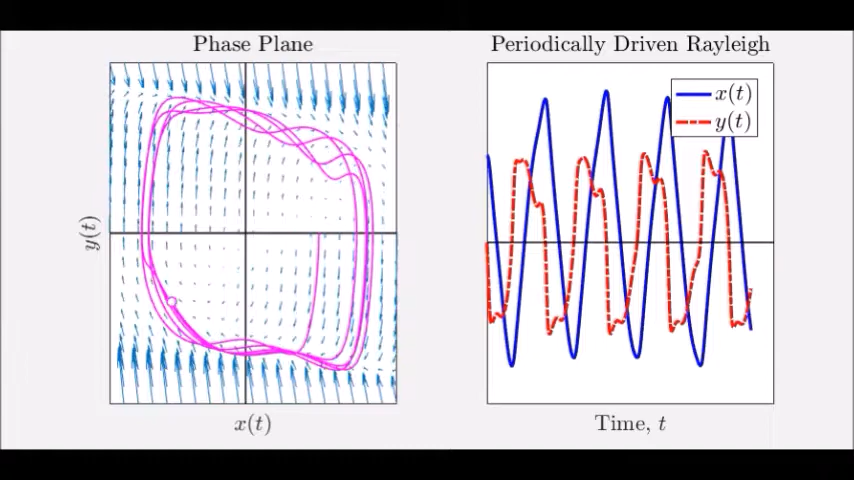 Phase Plane
y(t)
x(t)
Periodically Driven Rayleigh
x(t)
y(t)
Time, t